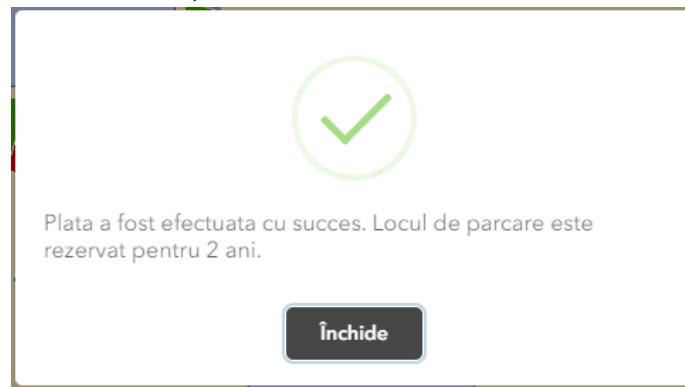 Plata a fost efectuata cu succes. Locul de parcare este
rezervat pentru 2 ani.
Închide